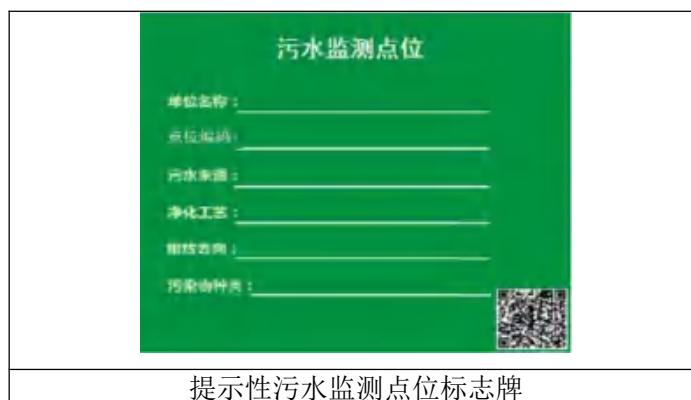 污水监测点位
单位名称：
点位编码：
污水来源：
净化工艺：
排放去向：
污染物种类：
提示性污水监测点位标志牌